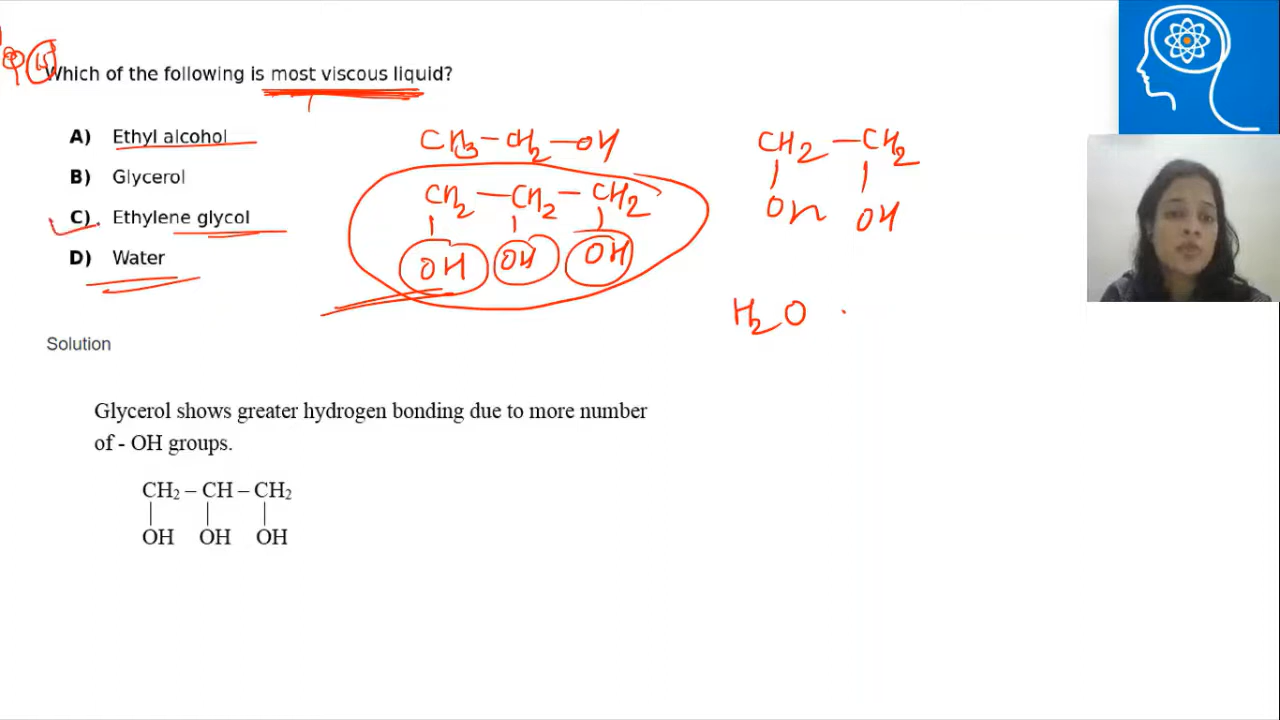 Q4
Which of the following is most viscous liquid?
A) Ethyl alcohol
B) Glycerol
C) Ethylene glycol
D) Water
CH3 – CH2 – OH
CH2 – CH2 – CH2
OH OH OH
CH2 – CH2
OH OH
H2O
Solution
Glycerol shows greater hydrogen bonding due to more number
of - OH groups.
CH₂ – CH – CH₂
| | |
OH OH OH